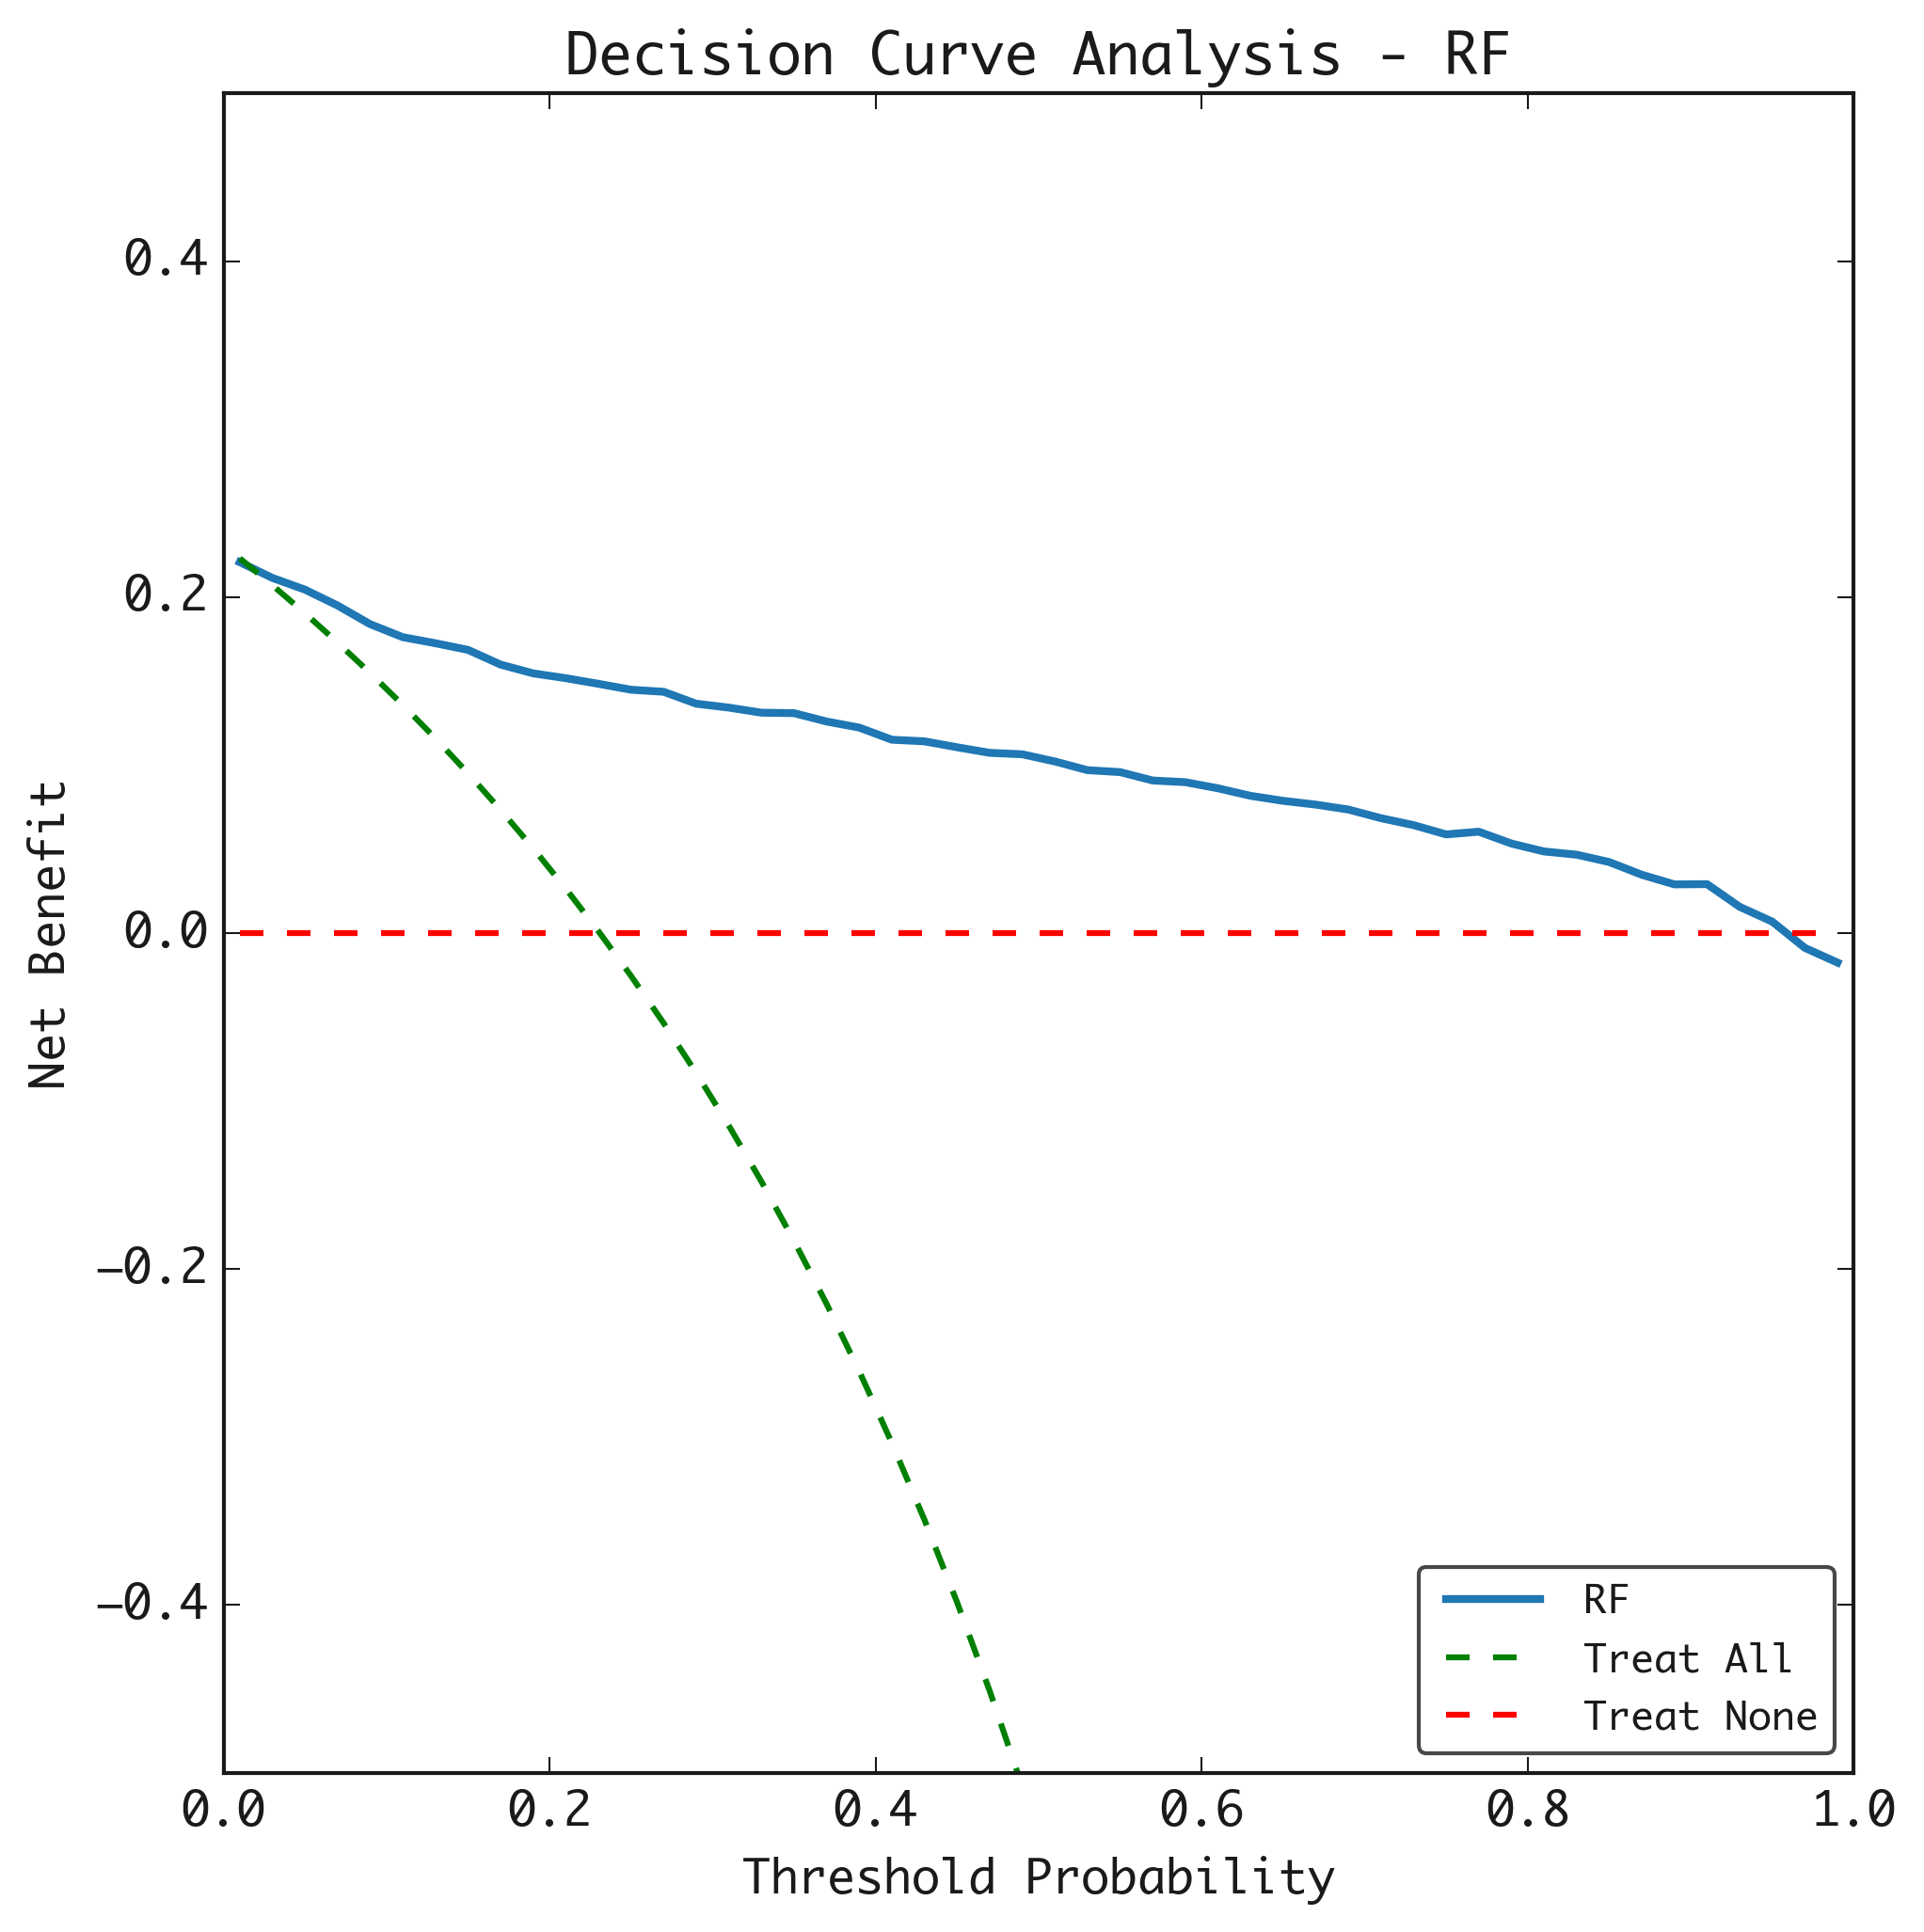 Decision Curve Analysis - RF
Net Benefit
0.4
0.2
0.0
−0.2
−0.4
0.0 0.2 0.4 0.6 0.8 1.0
Threshold Probability
RF
Treat All
Treat None